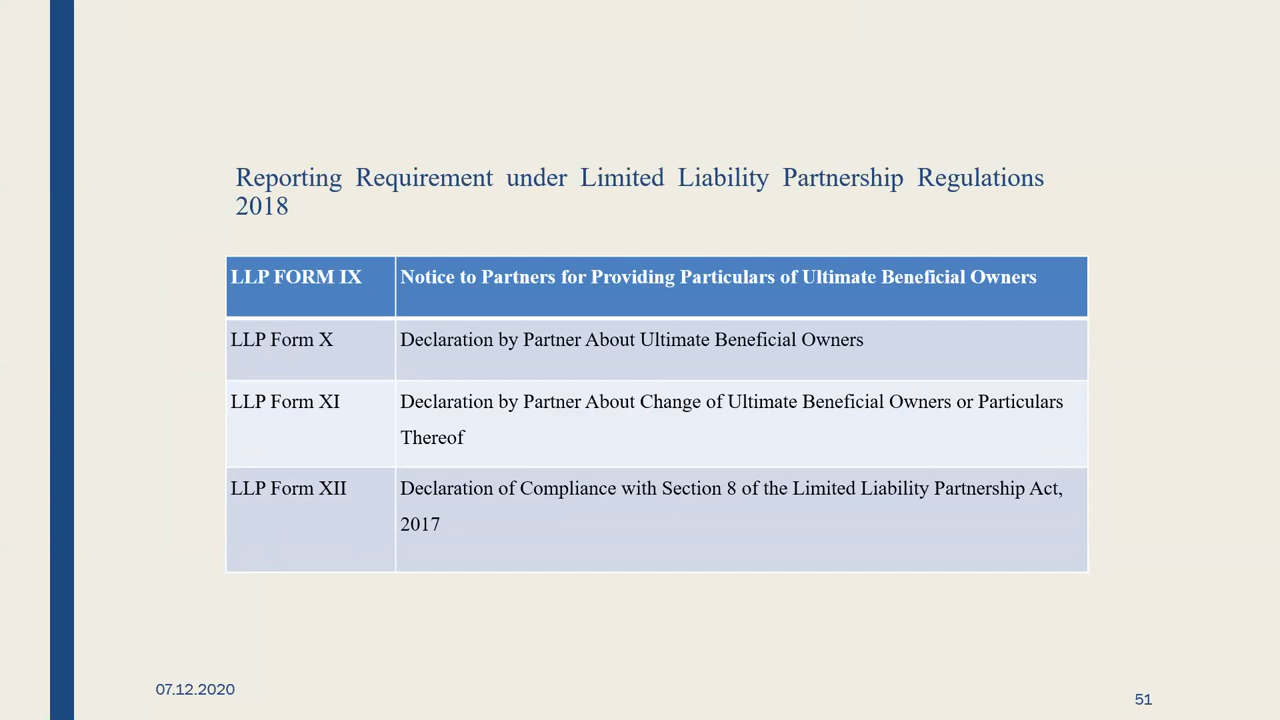 Reporting Requirement under Limited Liability Partnership Regulations
2018
LLP FORM IX Notice to Partners for Providing Particulars of Ultimate Beneficial Owners
LLP Form X Declaration by Partner About Ultimate Beneficial Owners
LLP Form XI Declaration by Partner About Change of Ultimate Beneficial Owners or Particulars
Thereof
LLP Form XII Declaration of Compliance with Section 8 of the Limited Liability Partnership Act,
2017
07.12.2020
51